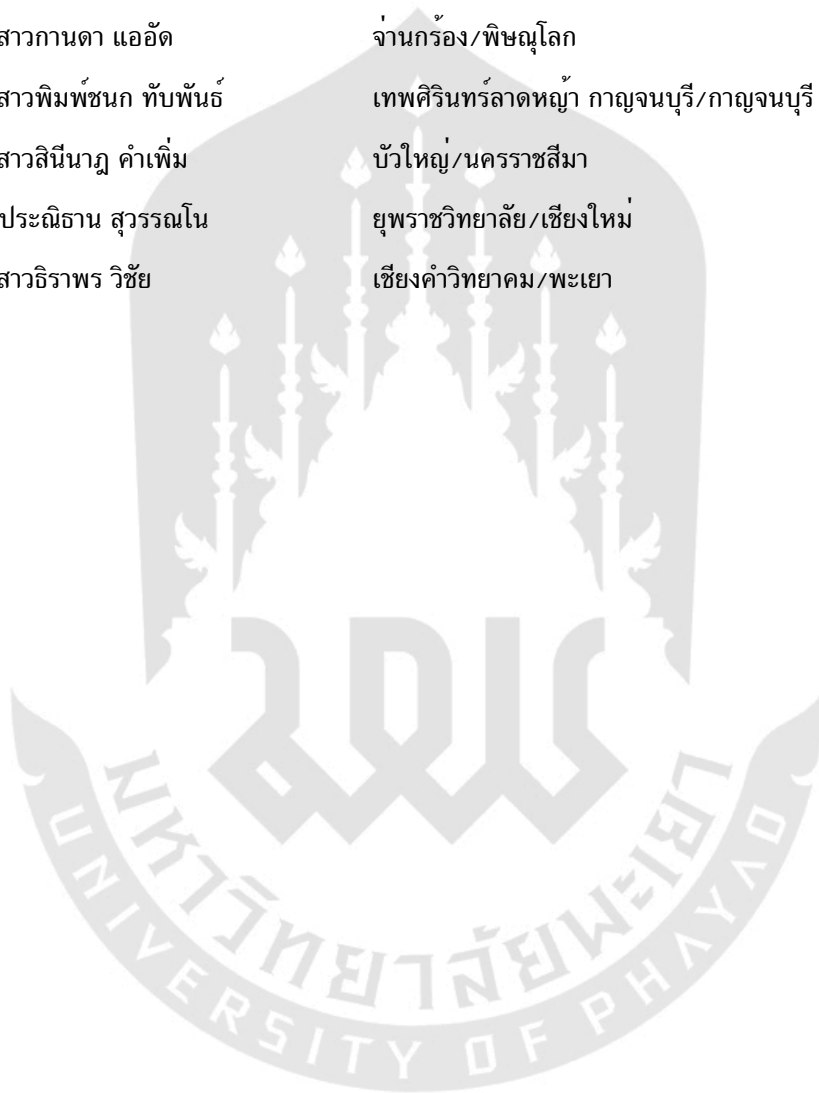 สาวกานดา แออัด จ่านกร้อง/พิษณุโลก
สาวพิมพ์ชนก ทับพันธ์ เทพศิรินทร์ลาดหญ้า กาญจนบุรี/กาญจนบุรี
สาวสินีนาฎ คำเพิ่ม บัวใหญ่/นครราชสีมา
ประณิธาน สุวรรณโน ยุพราชวิทยาลัย/เชียงใหม่
สาวธิราพร วิชัย เชียงคำวิทยาคม/พะเยา
มหาวิทยาลัยพะเยา
UNIVERSITY OF PHAYAO